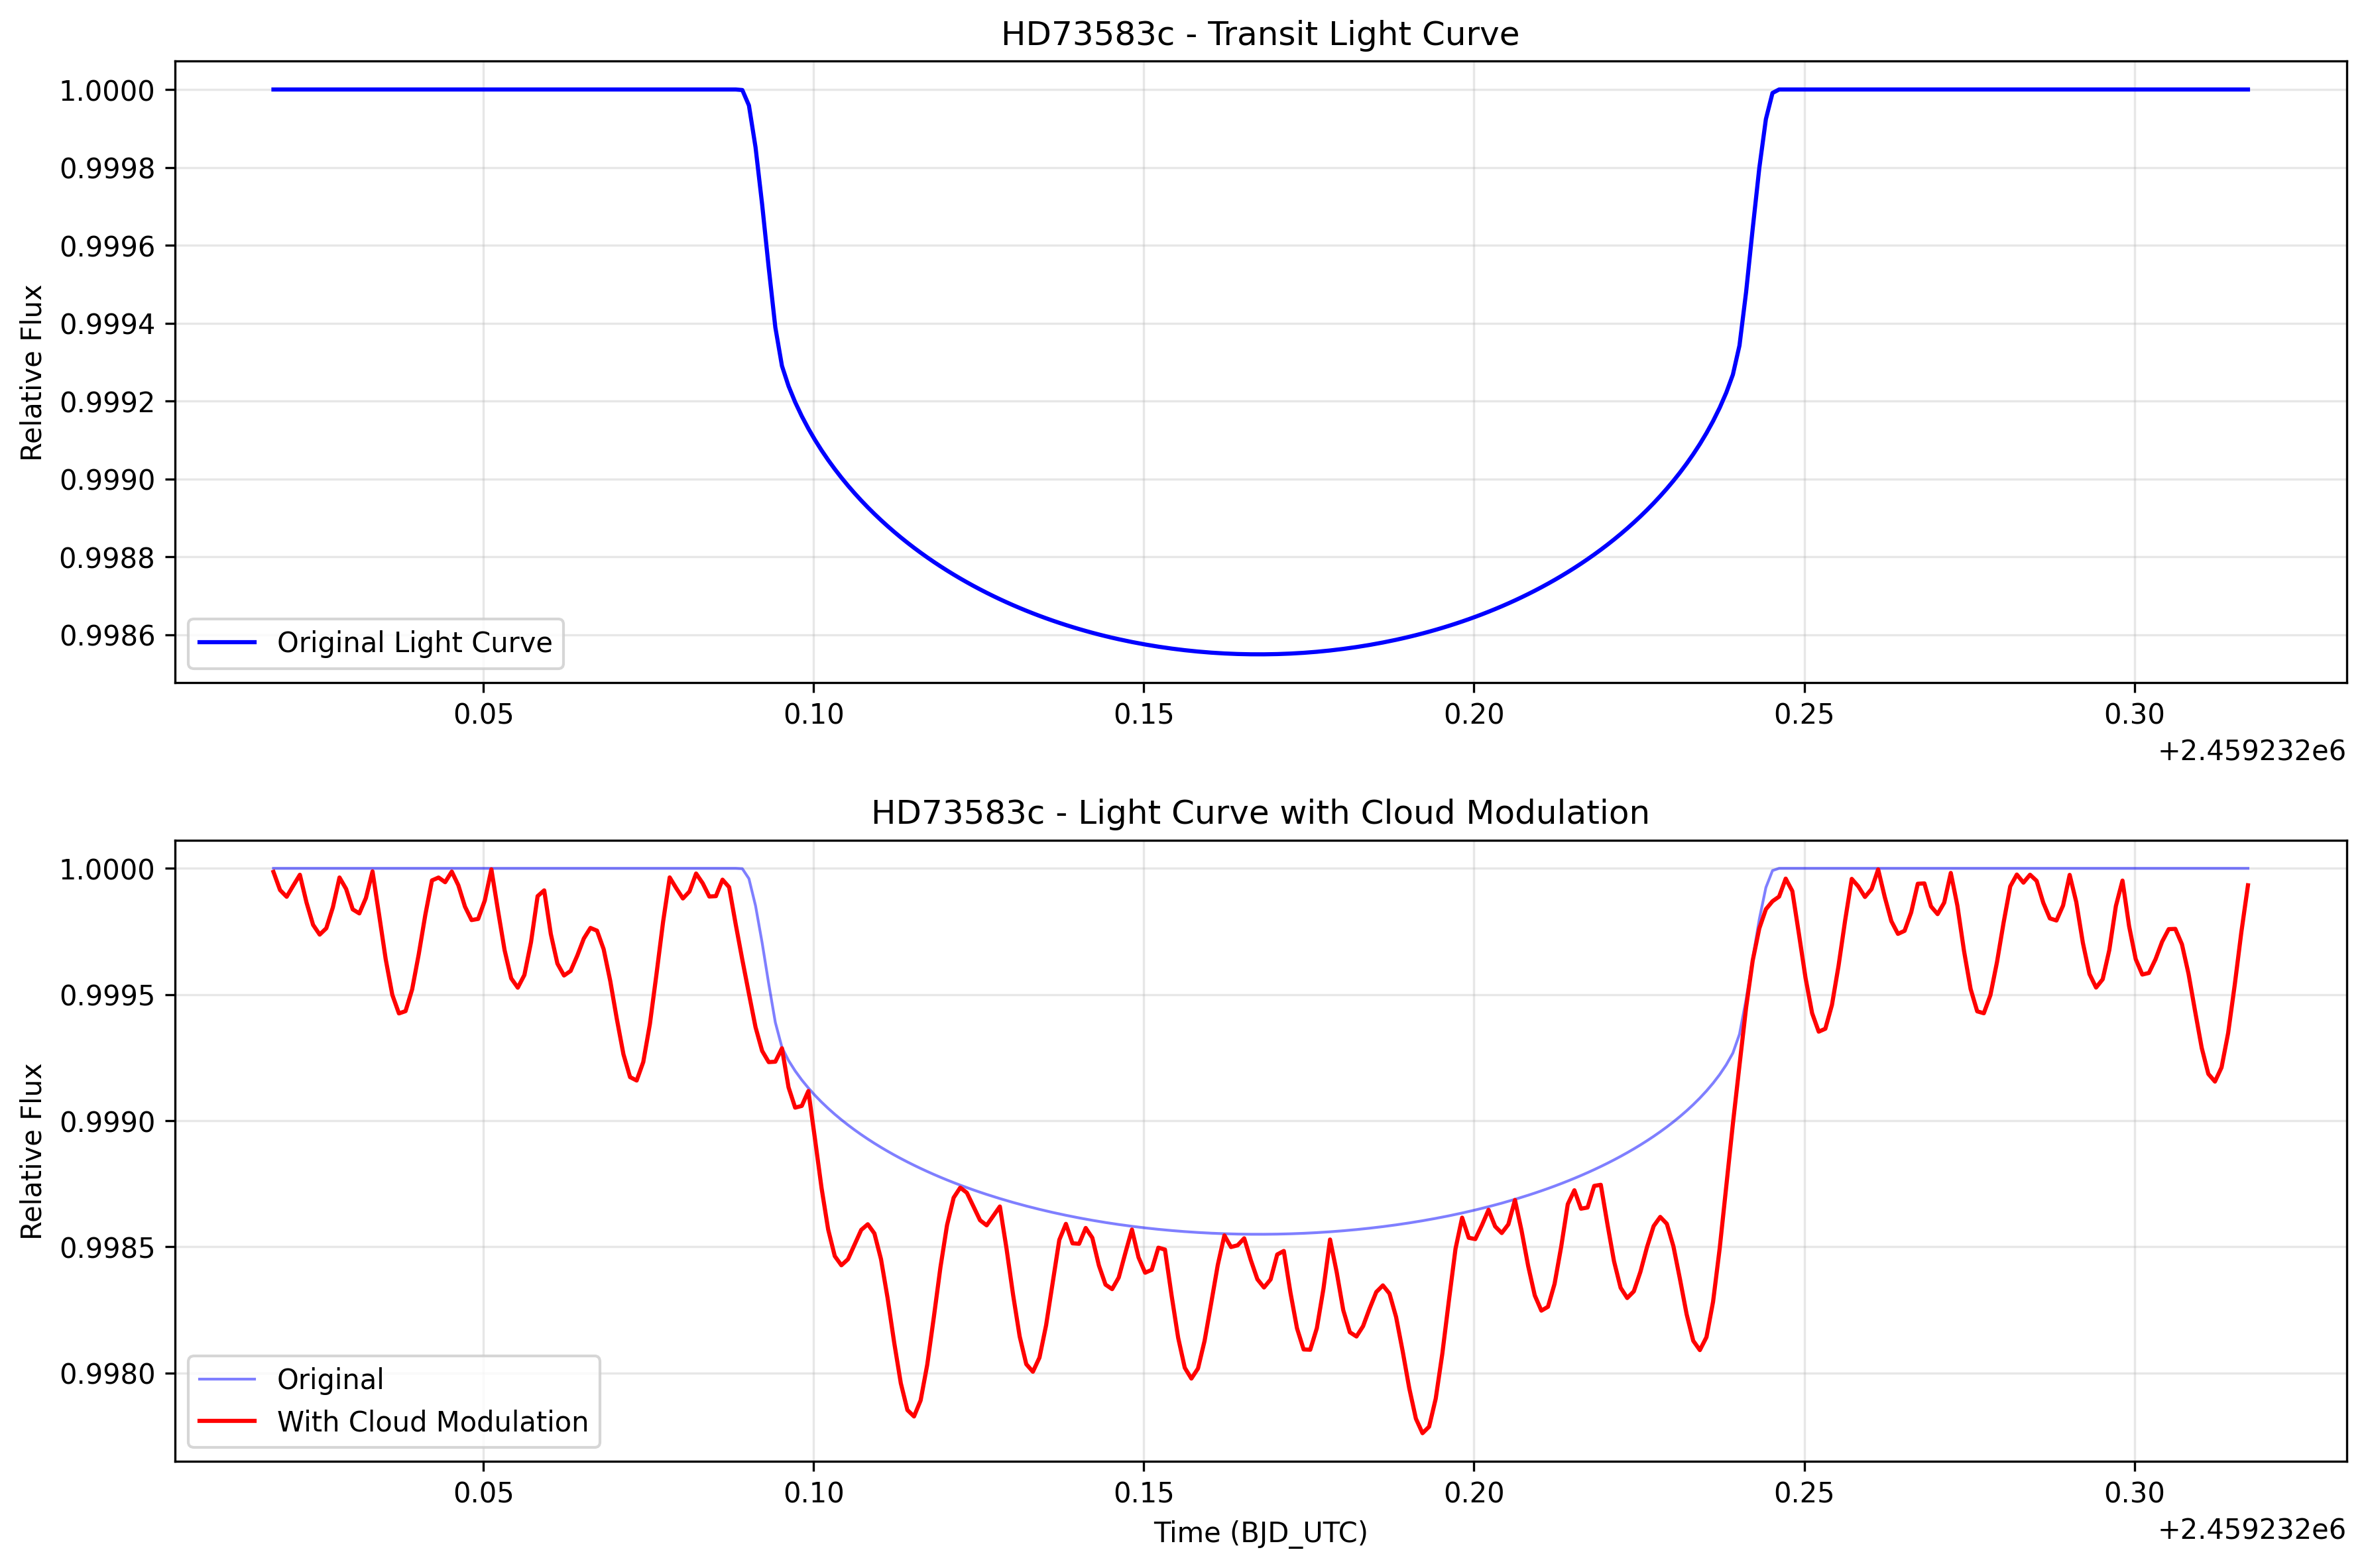 HD73583c - Transit Light Curve
Relative Flux
1.0000
0.9998
0.9996
0.9994
0.9992
0.9990
0.9988
0.9986
Original Light Curve
0.05 0.10 0.15 0.20 0.25 0.30
+2.459232e6
HD73583c - Light Curve with Cloud Modulation
Relative Flux
1.0000
0.9995
0.9990
0.9985
0.9980
Original
With Cloud Modulation
0.05 0.10 0.15 0.20 0.25 0.30
Time (BJD_UTC)
+2.459232e6